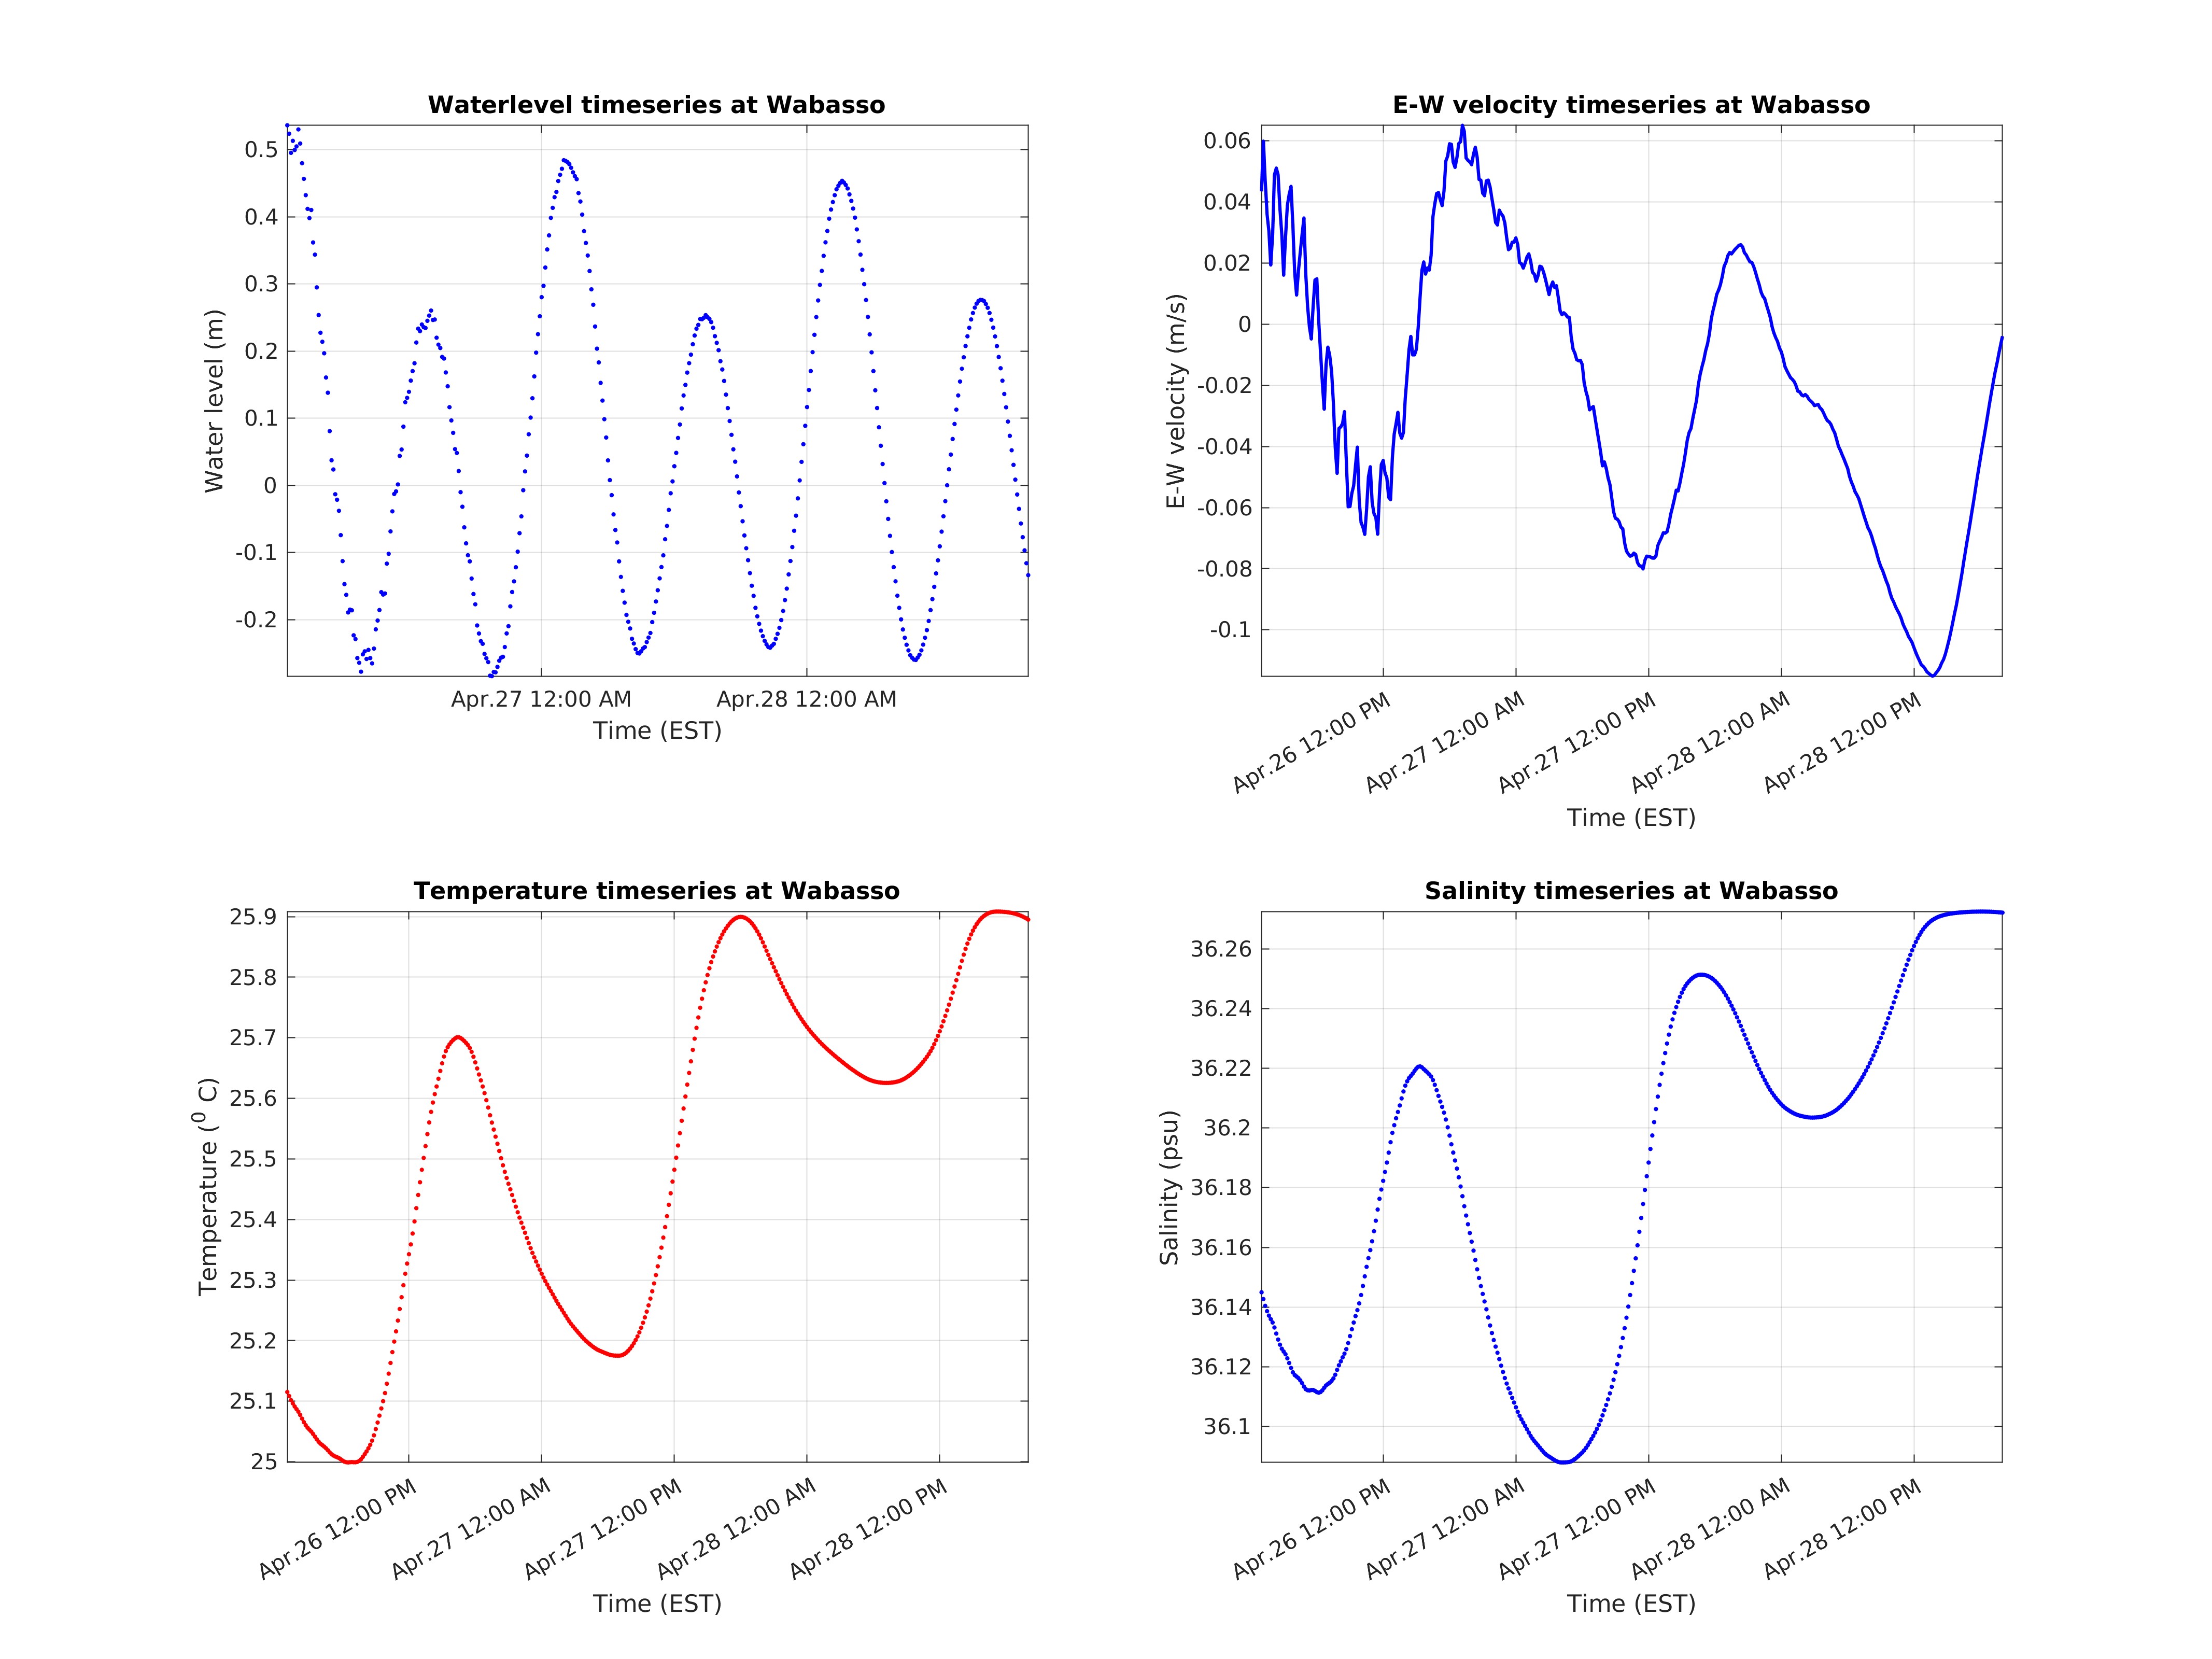 Waterlevel timeseries at Wabasso
0.5
0.4
0.3
0.2
0.1
0
-0.1
-0.2
Water level (m)
Apr.27 12:00 AM
Apr.28 12:00 AM
Time (EST)
E-W velocity timeseries at Wabasso
0.06
0.04
0.02
0
-0.02
-0.04
-0.06
-0.08
-0.1
E-W velocity (m/s)
Apr.26 12:00 PM
Apr.27 12:00 AM
Apr.27 12:00 PM
Apr.28 12:00 AM
Apr.28 12:00 PM
Time (EST)
Temperature timeseries at Wabasso
25.9
25.8
25.7
25.6
25.5
25.4
25.3
25.2
25.1
25
Temperature (⁰ C)
Apr.26 12:00 PM
Apr.27 12:00 AM
Apr.27 12:00 PM
Apr.28 12:00 AM
Apr.28 12:00 PM
Time (EST)
Salinity timeseries at Wabasso
36.26
36.24
36.22
36.2
36.18
36.16
36.14
36.12
36.1
Salinity (psu)
Apr.26 12:00 PM
Apr.27 12:00 AM
Apr.27 12:00 PM
Apr.28 12:00 AM
Apr.28 12:00 PM
Time (EST)